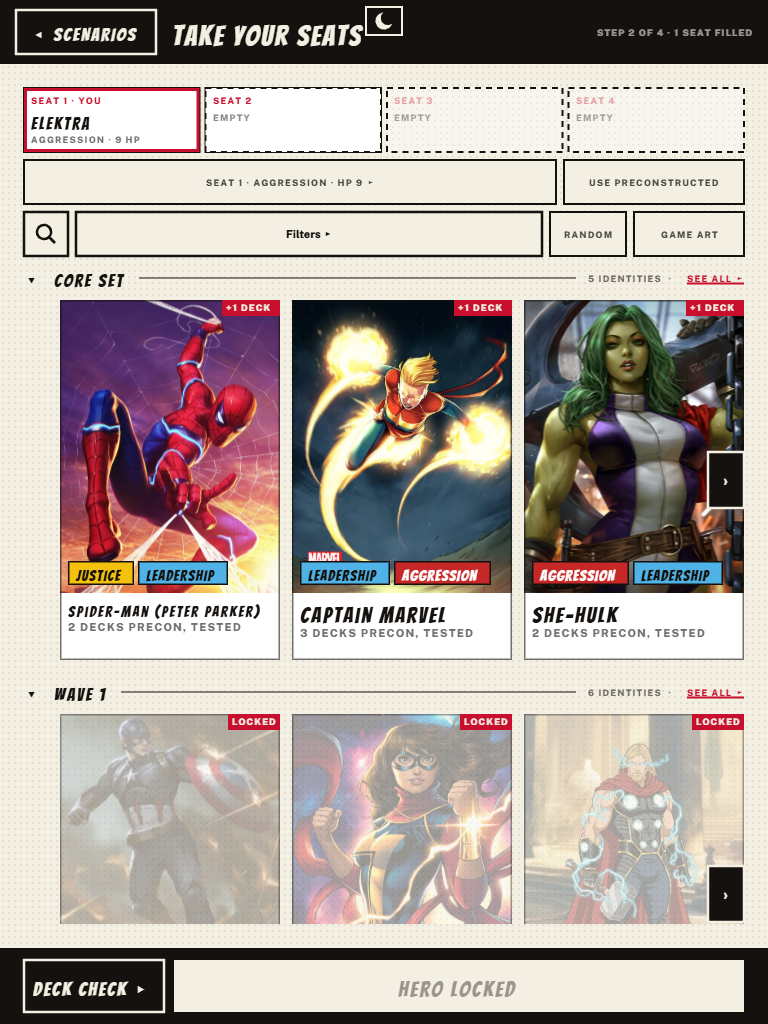 ◂ SCENARIOS
TAKE YOUR SEATS
STEP 2 OF 4 · 1 SEAT FILLED
SEAT 1 · YOU
ELEKTRA
AGGRESSION · 9 HP
SEAT 2
EMPTY
SEAT 3
EMPTY
SEAT 4
EMPTY
SEAT 1 · AGGRESSION · HP 9 ▸
USE PRECONSTRUCTED
Filters ▸
RANDOM
GAME ART
▾ CORE SET
5 IDENTITIES ·
SEE ALL ▸
+1 DECK
+1 DECK
+1 DECK
MARVEL
JUSTICE
LEADERSHIP
LEADERSHIP
AGGRESSION
AGGRESSION
LEADERSHIP
›
SPIDER-MAN (PETER PARKER)
2 DECKS PRECON, TESTED
CAPTAIN MARVEL
3 DECKS PRECON, TESTED
SHE-HULK
2 DECKS PRECON, TESTED
▾ WAVE 1
6 IDENTITIES ·
SEE ALL ▸
LOCKED
LOCKED
LOCKED
›
DECK CHECK ▸
HERO LOCKED